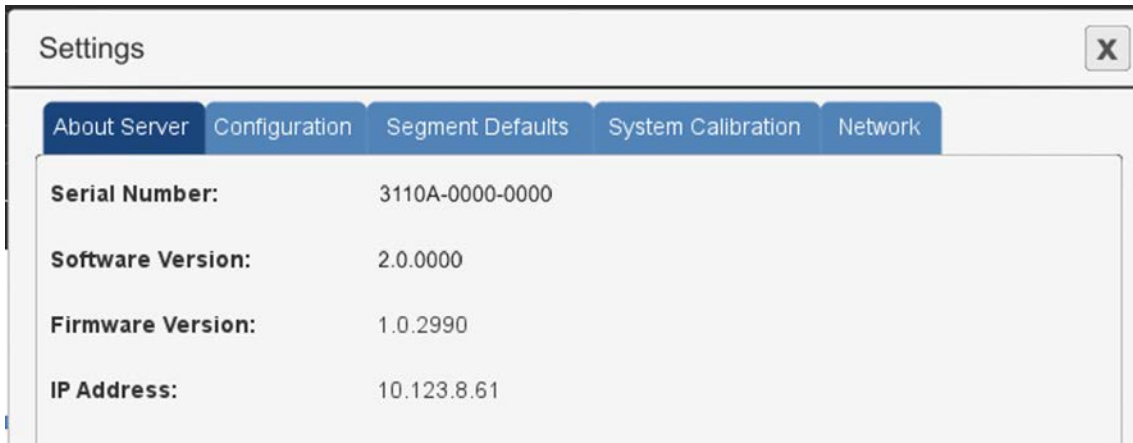 Settings
X
About Server Configuration Segment Defaults System Calibration Network
Serial Number: 3110A-0000-0000
Software Version: 2.0.0000
Firmware Version: 1.0.2990
IP Address: 10.123.8.61